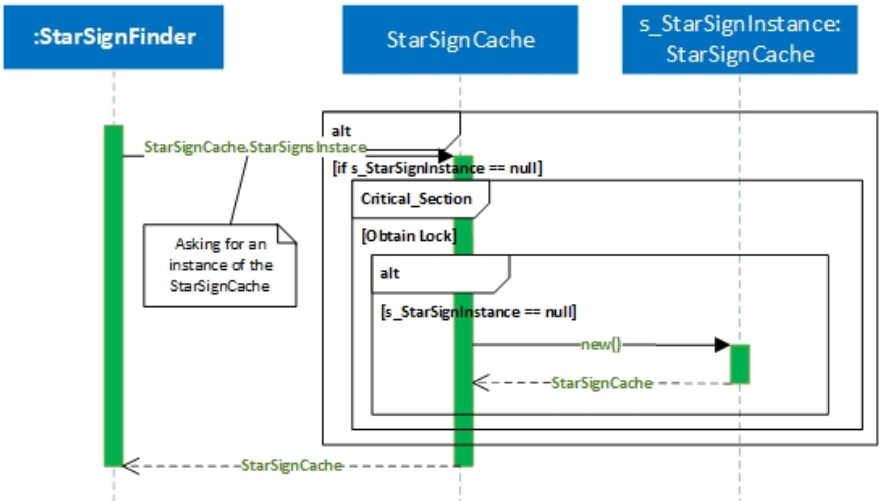 :StarSignFinder
StarSignCache
s_StarSignInstance:
StarSignCache
alt
StarSignCache.StarSignsInstace
[if s_StarSignInstance == null]
Critical_Section
[Obtain Lock]
Asking for an
instance of the
StarSignCache
alt
[s_StarSignInstance == null]
new()
StarSignCache
StarSignCache